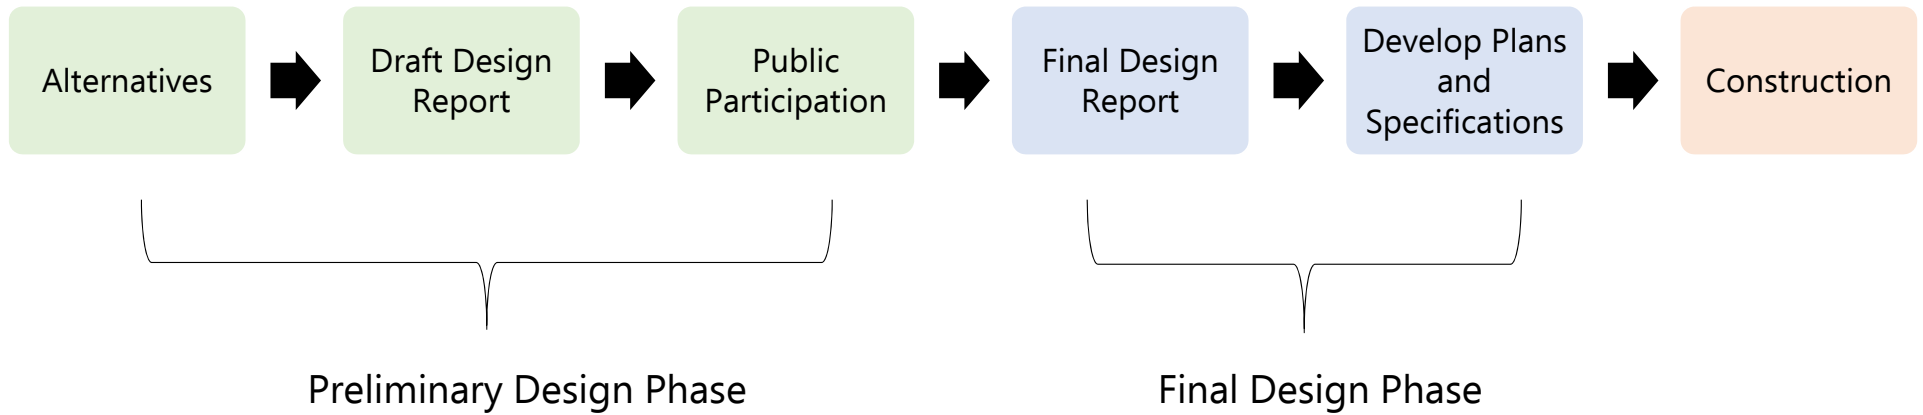 Alternatives
Draft Design
Report
Public
Participation
Final Design
Report
Develop Plans
and
Specifications
Construction
Preliminary Design Phase
Final Design Phase